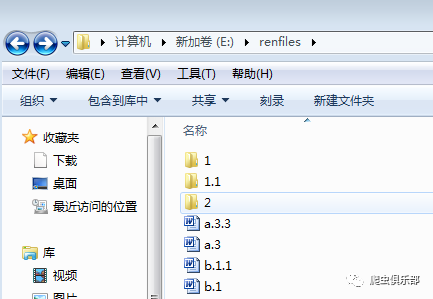 计算机 新加卷 (E:) renfiles
文件(F) 编辑(E) 查看(V) 工具(T) 帮助(H)
组织 包含到库中 共享 刻录 新建文件夹
收藏夹
下载
桌面
最近访问的位置
库
视频
图片
名称
1
1.1
2
a.3.3
a.3
b.1.1
b.1
爬虫俱乐部